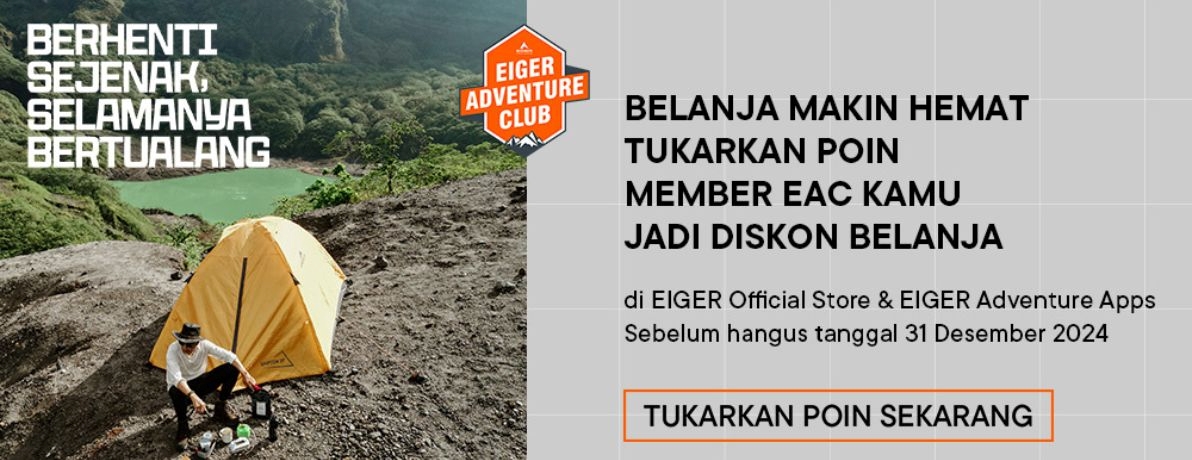 BERHENTI
SEJENAK,
SELAMANYA
BERTUALANG
EIGER
ADVENTURE
CLUB
BELANJA MAKIN HEMAT
TUKARKAN POIN
MEMBER EAC KAMU
JADI DISKON BELANJA
di EIGER Official Store & EIGER Adventure Apps
Sebelum hangus tanggal 31 Desember 2024
TUKARKAN POIN SEKARANG